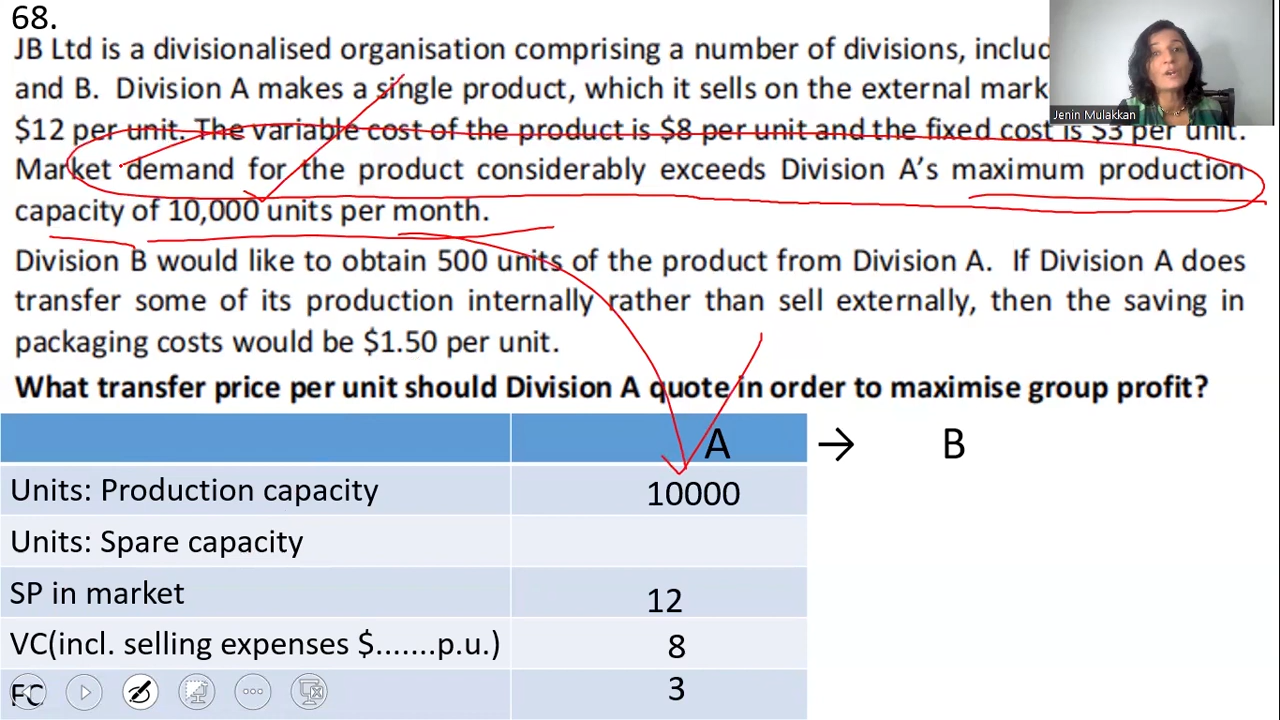 68.
JB Ltd is a divisionalised organisation comprising a number of divisions, includ
and B. Division A makes a single product, which it sells on the external mark
Jenin Mulakkan
$12 per unit. The variable cost of the product is $8 per unit and the fixed cost is $3 per unit.
Market demand for the product considerably exceeds Division A's maximum production
capacity of 10,000 units per month.
Division B would like to obtain 500 units of the product from Division A. If Division A does
transfer some of its production internally rather than sell externally, then the saving in
packaging costs would be $1.50 per unit.
What transfer price per unit should Division A quote in order to maximise group profit?
A → B
Units: Production capacity 10000
Units: Spare capacity
SP in market 12
VC(incl. selling expenses $.......p.u.) 8
FC 3